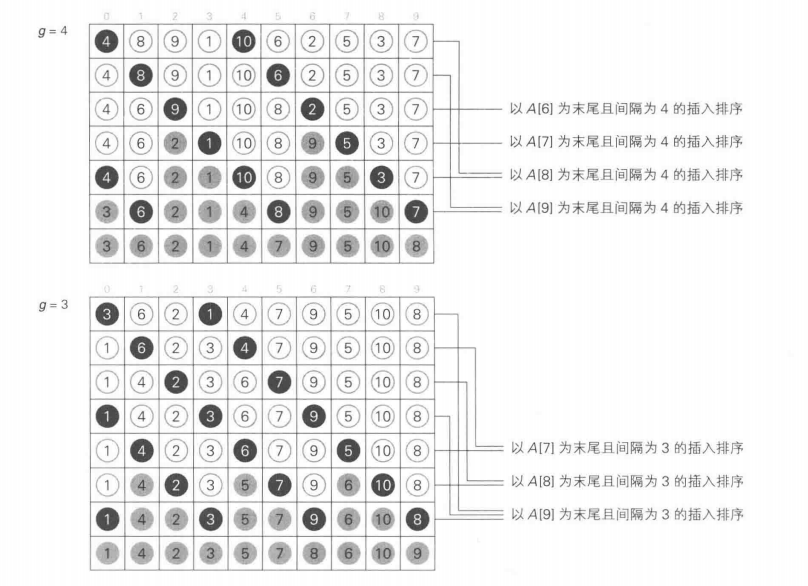 0 1 2 3 4 5 6 7 8 9
g = 4
4 8 9 1 10 6 2 5 3 7
4 8 9 1 10 6 2 5 3 7
4 6 9 1 10 8 2 5 3 7 以 A[6] 为末尾且间隔为 4 的插入排序
4 6 2 1 10 8 9 5 3 7 以 A[7] 为末尾且间隔为 4 的插入排序
4 6 2 1 10 8 9 5 3 7 以 A[8] 为末尾且间隔为 4 的插入排序
3 6 2 1 4 8 9 5 10 7 以 A[9] 为末尾且间隔为 4 的插入排序
3 6 2 1 4 7 9 5 10 8
0 1 2 3 4 5 6 7 8 9
g = 3
3 6 2 1 4 7 9 5 10 8
1 6 2 3 4 7 9 5 10 8
1 4 2 3 6 7 9 5 10 8
1 4 2 3 6 7 9 5 10 8
1 4 2 3 6 7 9 5 10 8 以 A[7] 为末尾且间隔为 3 的插入排序
1 4 2 3 5 7 9 6 10 8 以 A[8] 为末尾且间隔为 3 的插入排序
1 4 2 3 5 7 9 6 10 8 以 A[9] 为末尾且间隔为 3 的插入排序
1 4 2 3 5 7 8 6 10 9